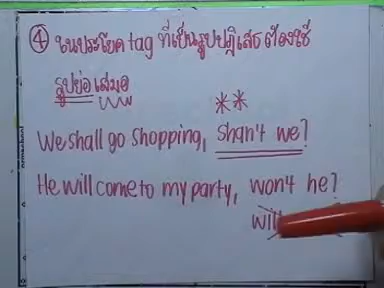 ④ ในประโยค tag ที่เป็นรูปปฏิเสธ ต้องใช้
รูปย่อ เสมอ
**
We shall go shopping, Shan't we?
He will come to my party, won't he?
will